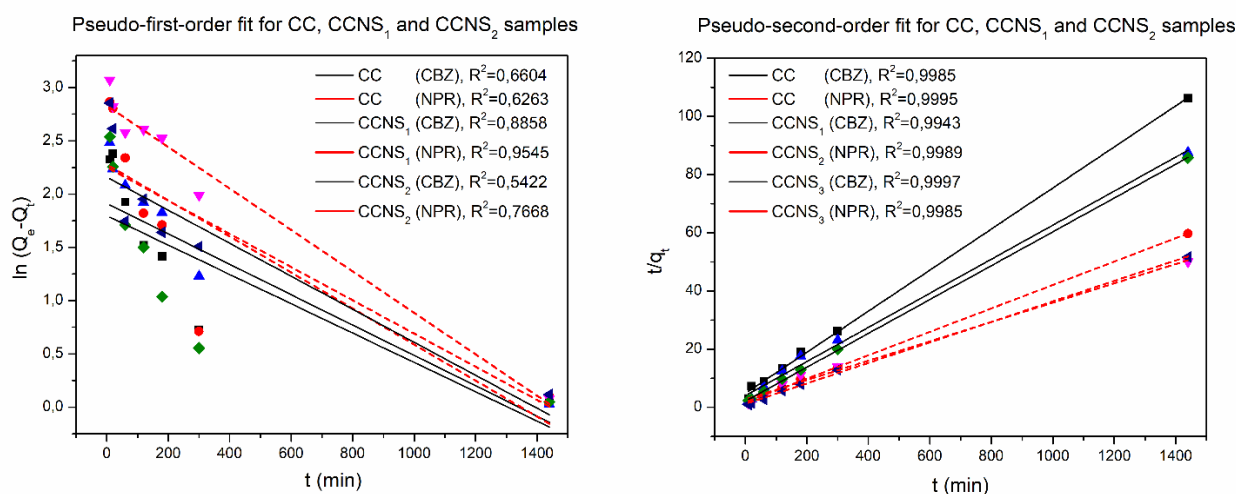 Pseudo-first-order fit for CC, CCNS₁ and CCNS₂ samples
3,0
2,5
2,0
1,5
1,0
0,5
0,0
ln (Qₑ-Qₜ)
CC (CBZ), R²=0,6604
CC (NPR), R²=0,6263
CCNS₁ (CBZ), R²=0,8858
CCNS₁ (NPR), R²=0,9545
CCNS₂ (CBZ), R²=0,5422
CCNS₂ (NPR), R²=0,7668
0 200 400 600 800 1000 1200 1400
t (min)
Pseudo-second-order fit for CC, CCNS₁ and CCNS₂ samples
120
100
80
60
40
20
0
t/qₜ
CC (CBZ), R²=0,9985
CC (NPR), R²=0,9995
CCNS₁ (CBZ), R²=0,9943
CCNS₂ (NPR), R²=0,9989
CCNS₃ (CBZ), R²=0,9997
CCNS₃ (NPR), R²=0,9985
0 200 400 600 800 1000 1200 1400
t (min)